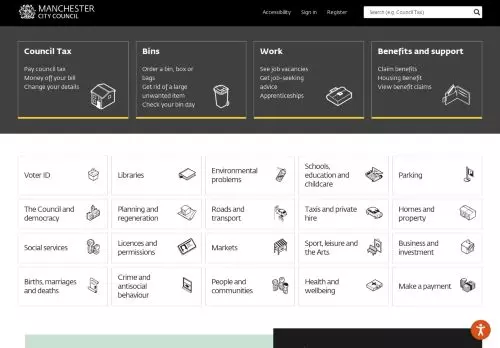 MANCHESTER
CITY COUNCIL
Accessibility Sign in Register Search (e.g. Council Tax)
Council Tax
Pay council tax
Money off your bill
Change your details
Bins
Order a bin, box or
bags
Get rid of a large
unwanted item
Check your bin day
Work
See job vacancies
Get job-seeking
advice
Apprenticeships
Benefits and support
Claim benefits
Housing Benefit
View benefit claims
Voter ID
Libraries
Environmental
problems
Schools,
education and
childcare
Parking
The Council and
democracy
Planning and
regeneration
Roads and
transport
Taxis and private
hire
Homes and
property
Social services
Licences and
permissions
Markets
Sport, leisure and
the Arts
Business and
investment
Births, marriages
and deaths
Crime and
antisocial
behaviour
People and
communities
Health and
wellbeing
Make a payment